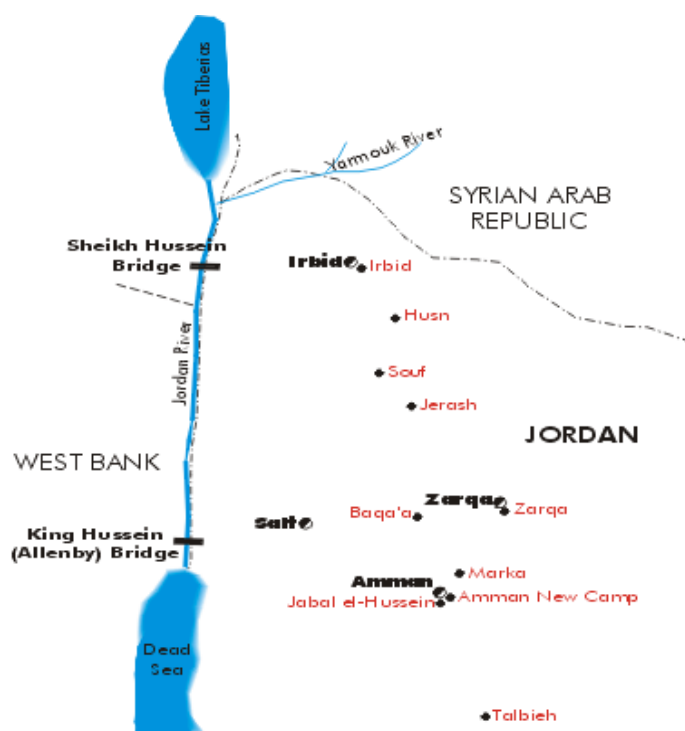 Lake Tiberias
Yarmouk River
SYRIAN ARAB
REPUBLIC
Sheikh Hussein
Bridge
Irbid
Irbid
Husn
Jordan River
Souf
Jerash
JORDAN
WEST BANK
Zarqa
Baqa'a
Zarqa
Salt
King Hussein
(Allenby) Bridge
Marka
Amman
Jabal el-Hussein
Amman New Camp
Dead
Sea
Talbieh